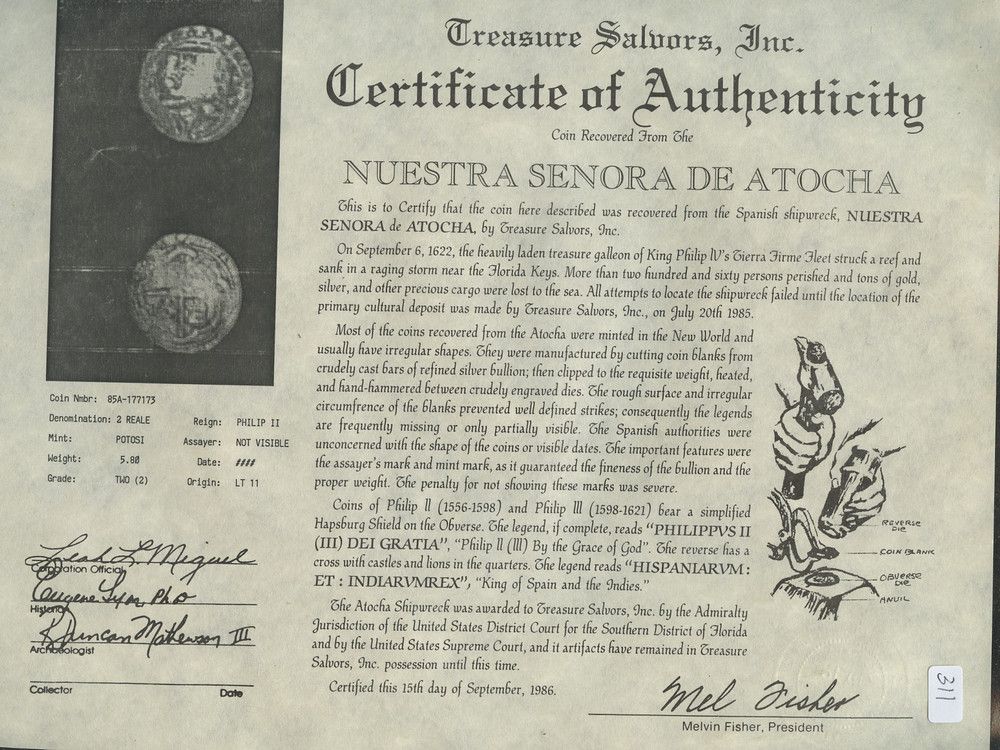 Treasure Salvors, Inc.
Certificate of Authenticity
Coin Recovered From The
NUESTRA SENORA DE ATOCHA
This is to Certify that the coin here described was recovered from the Spanish shipwreck, NUESTRA
SENORA de ATOCHA, by Treasure Salvors, Inc.
On September 6, 1622, the heavily laden treasure galleon of King Philip IV's Tierra Firme Fleet struck a reef and
sank in a raging storm near the Florida Keys. More than two hundred and sixty persons perished and tons of gold,
silver, and other precious cargo were lost to the sea. All attempts to locate the shipwreck failed until the location of the
primary cultural deposit was made by Treasure Salvors, Inc., on July 20th 1985.
Most of the coins recovered from the Atocha were minted in the New World and
usually have irregular shapes. They were manufactured by cutting coin blanks from
crudely cast bars of refined silver bullion; then clipped to the requisite weight, heated,
and hand-hammered between crudely engraved dies. The rough surface and irregular
circumfrence of the blanks prevented well defined strikes; consequently the legends
are frequently missing or only partially visible. The Spanish authorities were
unconcerned with the shape of the coins or visible dates. The important features were
the assayer's mark and mint mark, as it guaranteed the fineness of the bullion and the
proper weight. The penalty for not showing these marks was severe.
Coins of Philip II (1556-1598) and Philip III (1598-1621) bear a simplified
Hapsburg Shield on the Obverse. The legend, if complete, reads "PHILIPPVS II
(III) DEI GRATIA", "Philip II (III) By the Grace of God". The reverse has a
cross with castles and lions in the quarters. The legend reads "HISPANIARVM :
ET : INDIARVMREX", "King of Spain and the Indies."
The Atocha Shipwreck was awarded to Treasure Salvors, Inc. by the Admiralty
Jurisdiction of the United States District Court for the Southern District of Florida
and by the United States Supreme Court, and it artifacts have remained in Treasure
Salvors, Inc. possession until this time.
Certified this 15th day of September, 1986.
Mel Fisher
Melvin Fisher, President
REVERSE
DIE
COIN BLANK
OBVERSE
DIE
ANVIL
311
Coin Nmbr: 85A-177173
Denomination: 2 REALE Reign: PHILIP II
Mint: POTOSI Assayer: NOT VISIBLE
Weight: 5.80 Date: ####
Grade: TWO (2) Origin: LT 11
Leah L Miguel
Corporation Official
Eugene Lyon PhD
Historian
R Duncan Mathewson III
Archaeologist
Collector Date